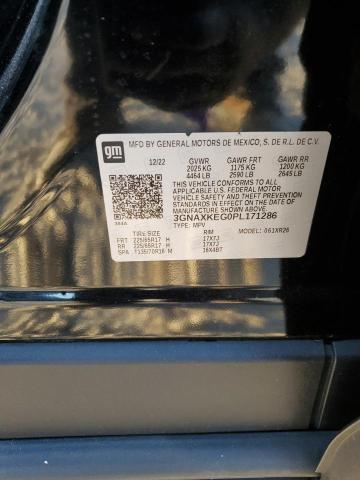 gm
MFD BY GENERAL MOTORS DE MEXICO, S. DE R.L. DE C.V.
12/22 GVWR GAWR FRT GAWR RR
2025 KG 1175 KG 1200 KG
4464 LB 2590 LB 2645 LB
THIS VEHICLE CONFORMS TO ALL
APPLICABLE U.S. FEDERAL MOTOR
VEHICLE SAFETY, BUMPER, AND
THEFT PREVENTION STANDARDS IN
EFFECT ON THE DATE OF
MANUFACTURE SHOWN ABOVE.
3GNAXKEG0PL171286
TYPE: MPV MODEL: 061XR26
TIRE SIZE RIM
FRT 225/65R17 H 17X7J
RR 225/65R17 H 17X7J
SPA T135/70R16 M 16X4BT